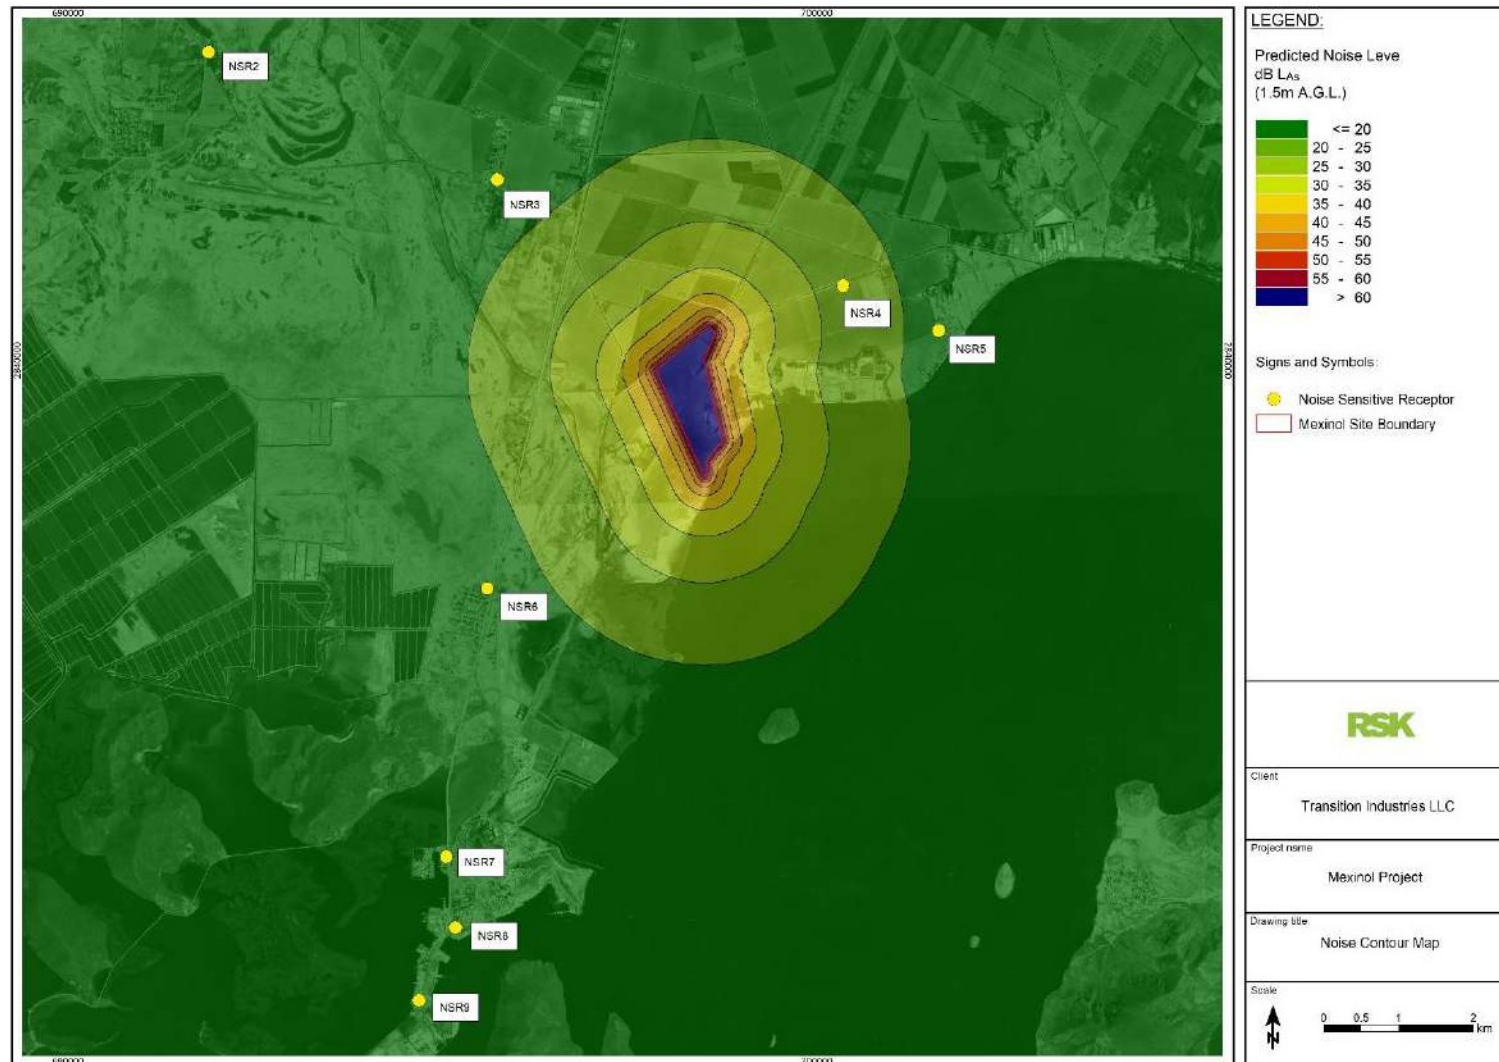 690000
700000
NSR2
NSR3
NSR4
NSR5
2840000
2840000
NSR6
NSR7
NSR8
NSR9
690000
700000
LEGEND:
Predicted Noise Leve
dB LAs
(1.5m A.G.L.)
<= 20
20 - 25
25 - 30
30 - 35
35 - 40
40 - 45
45 - 50
50 - 55
55 - 60
> 60
Signs and Symbols:
Noise Sensitive Receptor
Mexinol Site Boundary
RSK
Client
Transition Industries LLC
Project name
Mexinol Project
Drawing title
Noise Contour Map
Scale
N
0 0.5 1 2
km